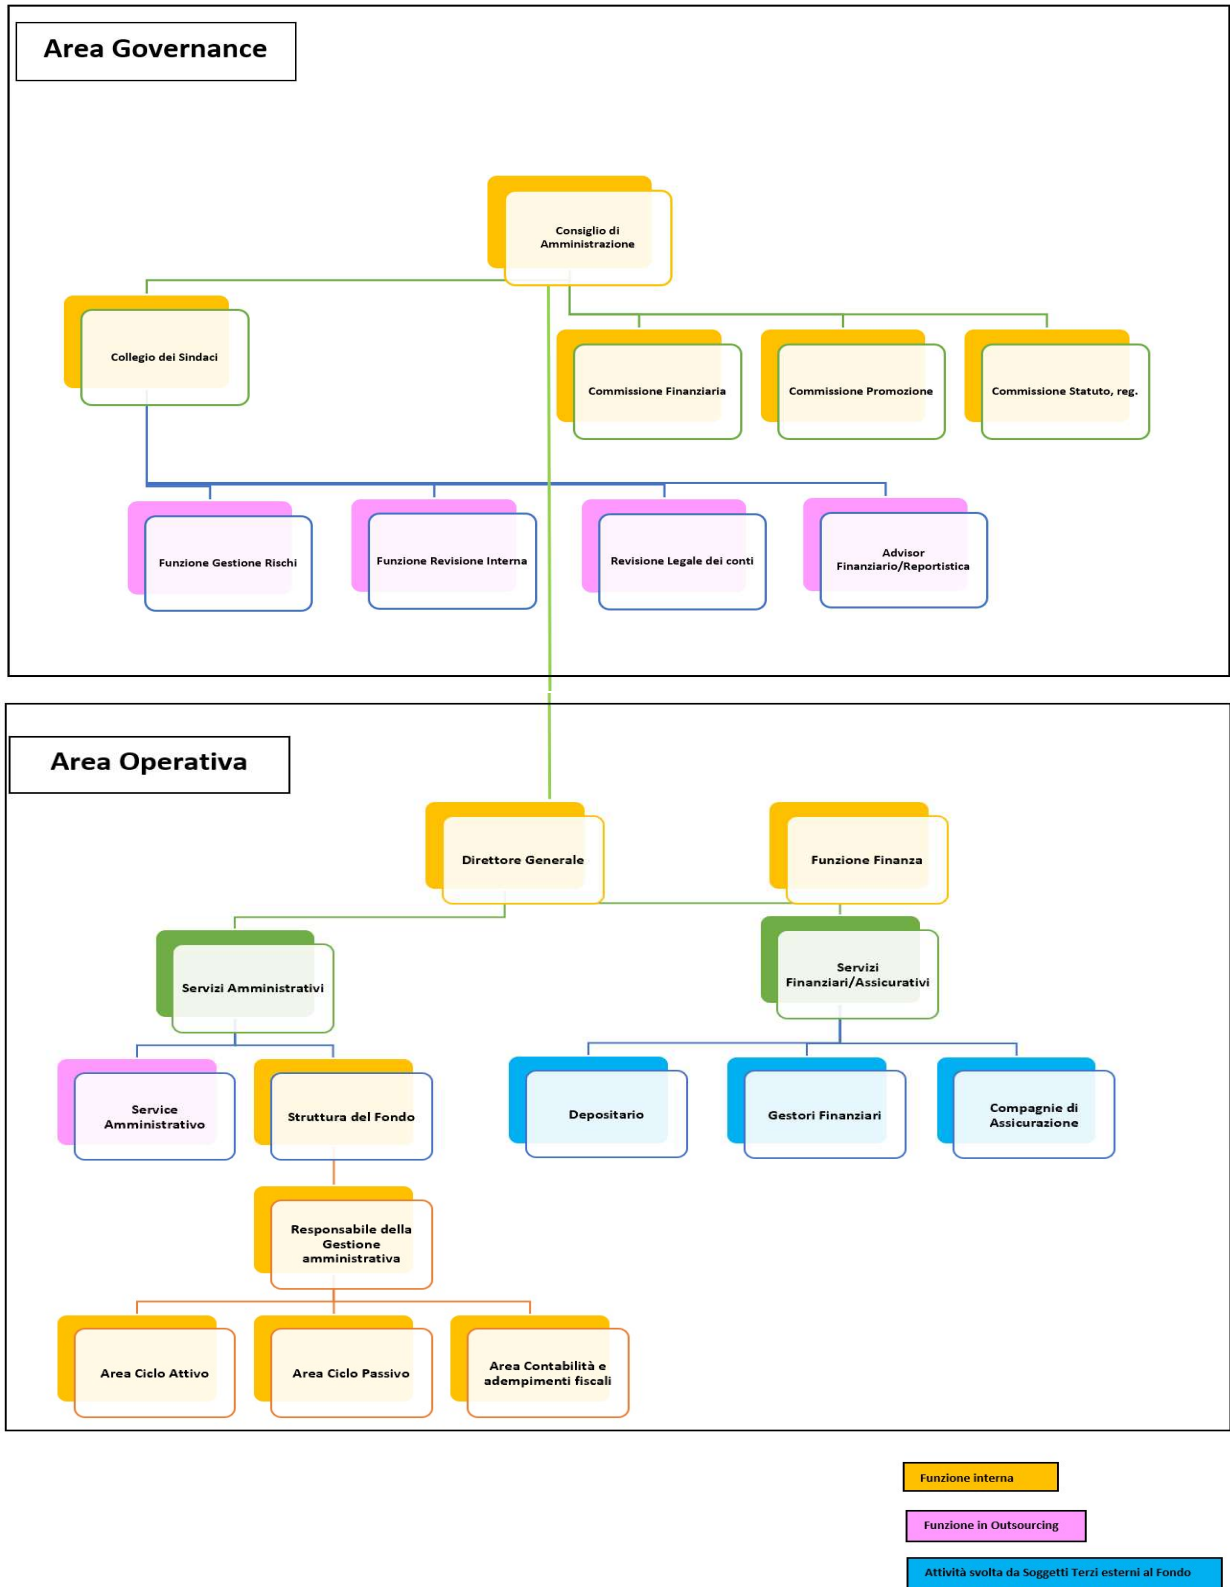 Area Governance
Consiglio di
Amministrazione
Collegio dei Sindaci
Commissione Finanziaria
Commissione Promozione
Commissione Statuto, reg.
Funzione Gestione Rischi
Funzione Revisione Interna
Revisione Legale dei conti
Advisor
Finanziario/Reportistica
Area Operativa
Direttore Generale
Funzione Finanza
Servizi Amministrativi
Servizi
Finanziari/Assicurativi
Service
Amministrativo
Struttura del Fondo
Depositario
Gestori Finanziari
Compagnie di
Assicurazione
Responsabile della
Gestione
amministrativa
Area Ciclo Attivo
Area Ciclo Passivo
Area Contabilità e
adempimenti fiscali
Funzione interna
Funzione in Outsourcing
Attività svolta da Soggetti Terzi esterni al Fondo